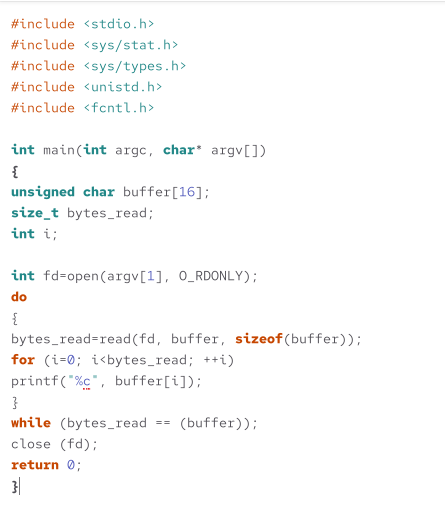 #include <stdio.h>
#include <sys/stat.h>
#include <sys/types.h>
#include <unistd.h>
#include <fcntl.h>
int main(int argc, char* argv[])
{
unsigned char buffer[16];
size_t bytes_read;
int i;
int fd=open(argv[1], O_RDONLY);
do
{
bytes_read=read(fd, buffer, sizeof(buffer));
for (i=0; i<bytes_read; ++i)
printf("%c", buffer[i]);
}
while (bytes_read == (buffer));
close (fd);
return 0;
}